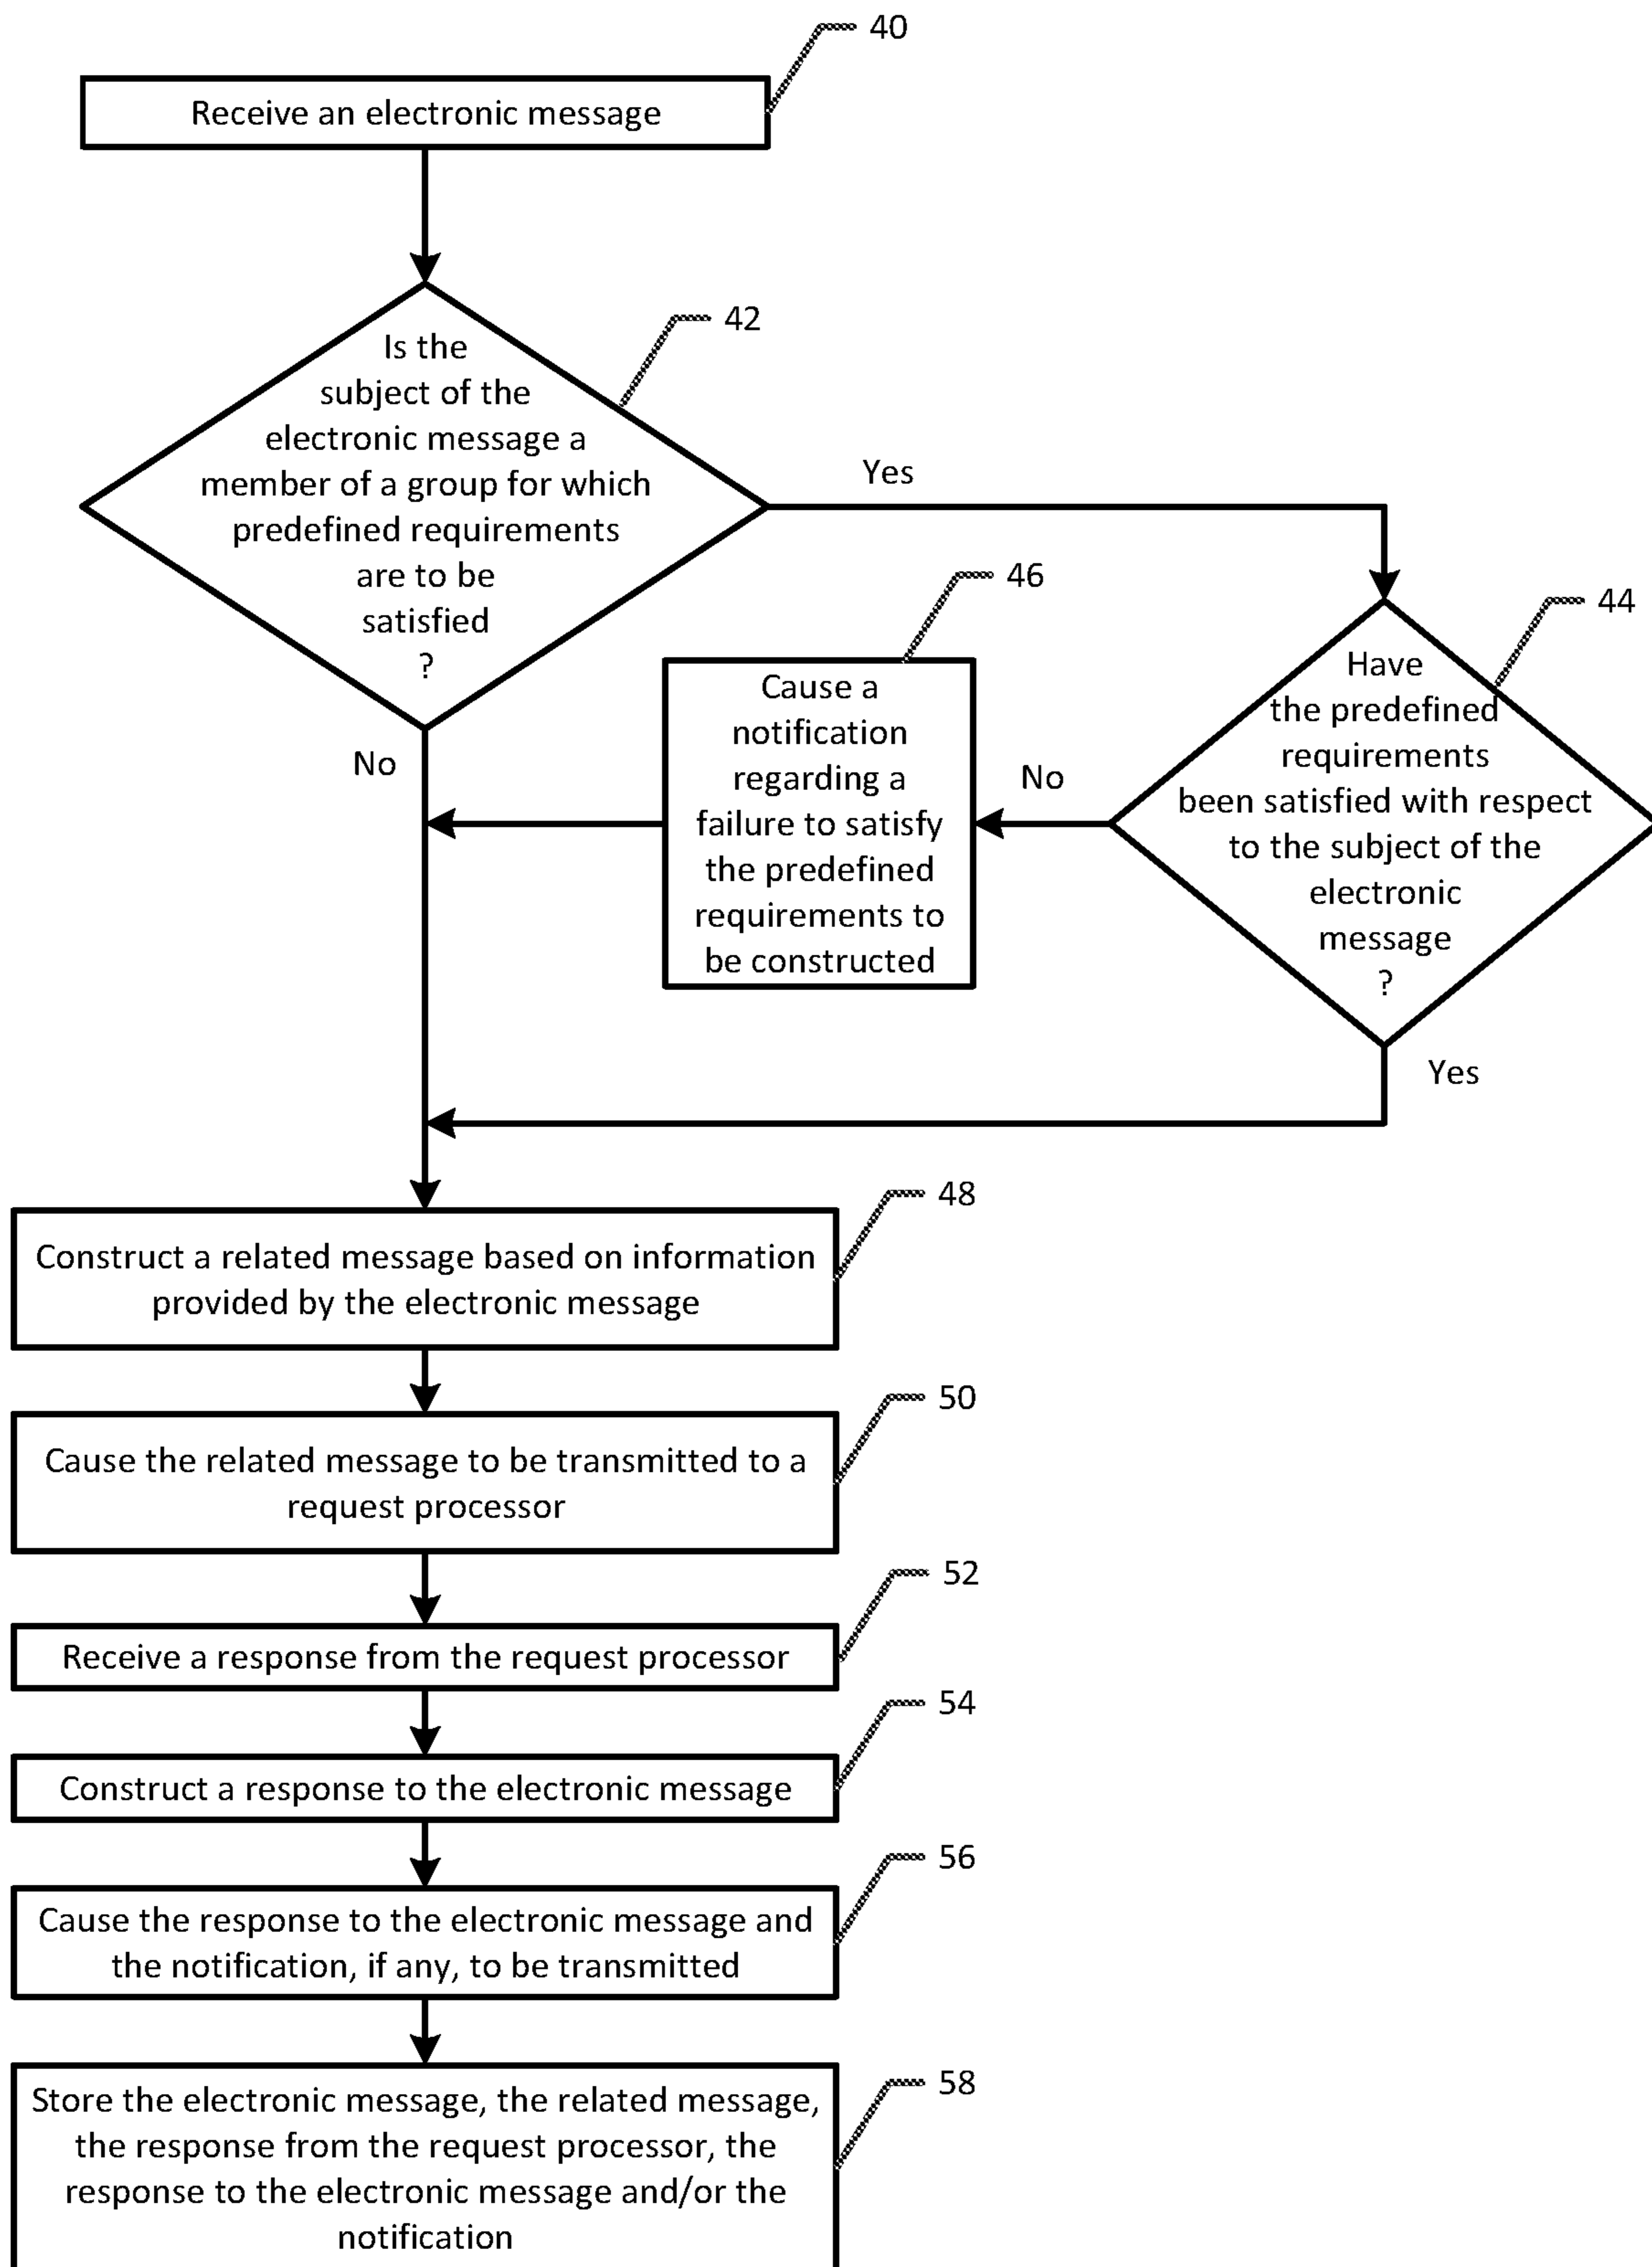 40
Receive an electronic message
42
Is the
subject of the
electronic message a
member of a group for which
predefined requirements
are to be
satisfied
?
Yes
No
44
Have
the predefined
requirements
been satisfied with respect
to the subject of the
electronic
message
?
No
Yes
46
Cause a
notification
regarding a
failure to satisfy
the predefined
requirements to
be constructed
48
Construct a related message based on information
provided by the electronic message
50
Cause the related message to be transmitted to a
request processor
52
Receive a response from the request processor
54
Construct a response to the electronic message
56
Cause the response to the electronic message and
the notification, if any, to be transmitted
58
Store the electronic message, the related message,
the response from the request processor, the
response to the electronic message and/or the
notification